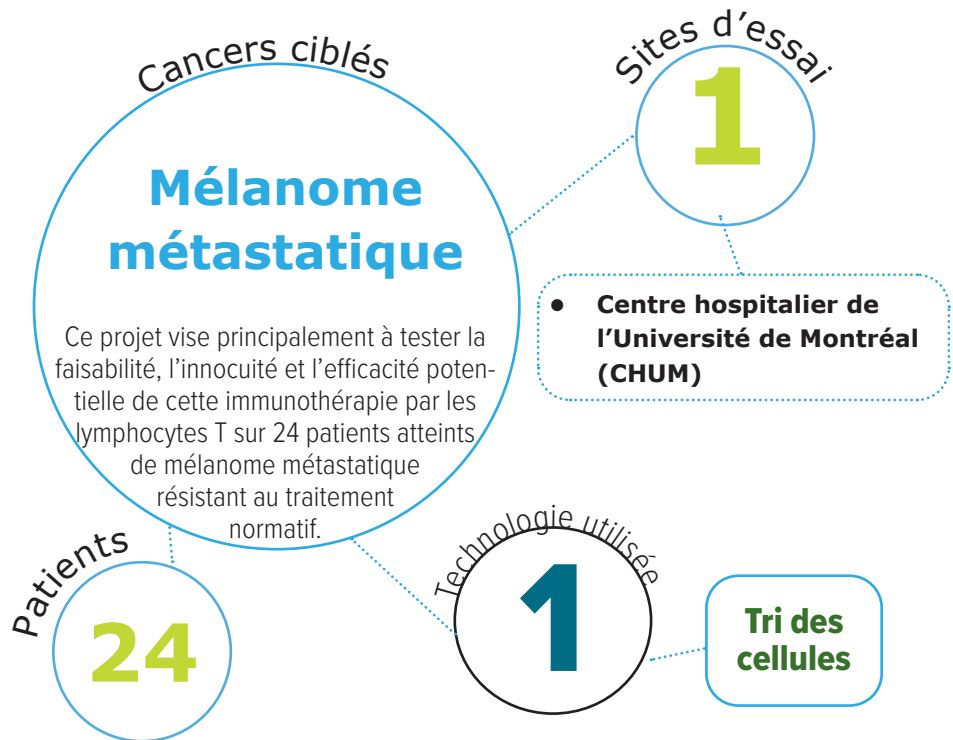 Cancers ciblés
Mélanome
métastatique
Ce projet vise principalement à tester la
faisabilité, l’innocuité et l’efficacité poten-
tielle de cette immunothérapie par les
lymphocytes T sur 24 patients atteints
de mélanome métastatique
résistant au traitement
normatif.
Sites d’essai
1
● Centre hospitalier de
l’Université de Montréal
(CHUM)
Patients
24
Technologie utilisée
1
Tri des
cellules